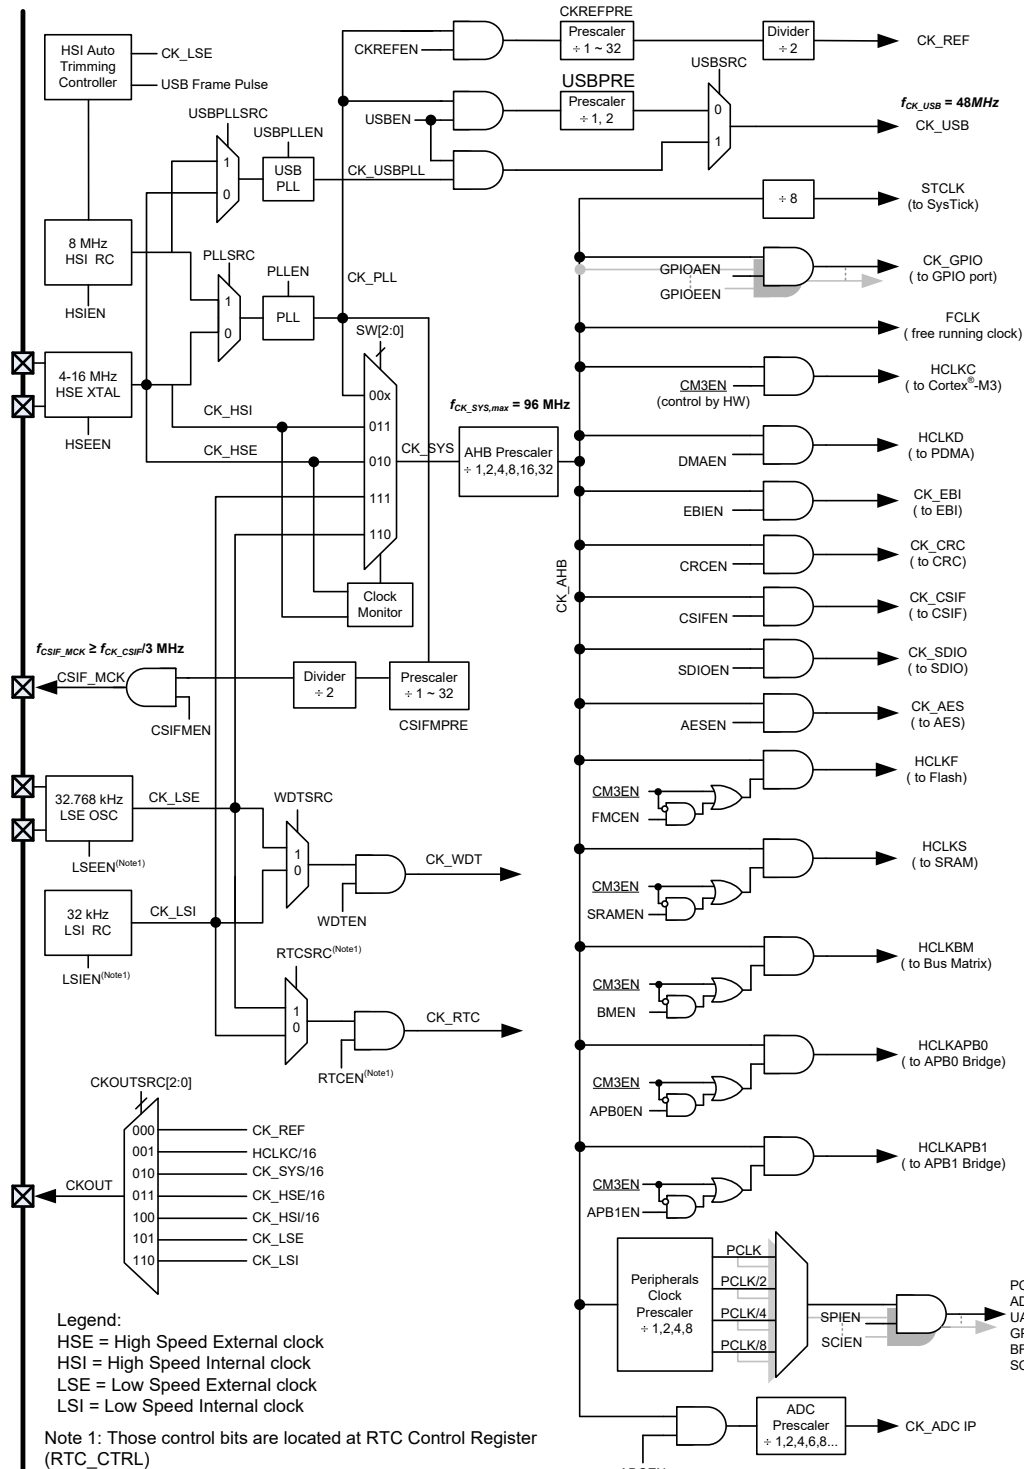 CKREFPRE
HSI Auto
Trimming
Controller
CK_LSE
USB Frame Pulse
CKREFEN
Prescaler
÷ 1 ~ 32
Divider
÷ 2
CK_REF
USBPLLSRC
USBPLLEN
USBEN
USBPRE
Prescaler
÷ 1, 2
USBSRC
0
1
fCK_USB = 48MHz
CK_USB
1
0
USB
PLL
CK_USBPLL
÷ 8
STCLK
(to SysTick)
8 MHz
HSI RC
HSIEN
PLLSRC
PLLEN
1
0
PLL
CK_PLL
GPIOAEN
GPIOEEN
CK_GPIO
( to GPIO port)
FCLK
( free running clock)
4-16 MHz
HSE XTAL
HSEEN
SW[2:0]
00x
011
010
111
110
CK_HSI
CK_HSE
CK_SYS
fCK_SYS,max = 96 MHz
AHB Prescaler
÷ 1,2,4,8,16,32
Clock
Monitor
CK_AHB
CM3EN
(control by HW)
HCLKC
( to Cortex®-M3)
DMAEN
HCLKD
( to PDMA)
EBIEN
CK_EBI
( to EBI)
CRCEN
CK_CRC
( to CRC)
CSIFEN
CK_CSIF
( to CSIF)
SDIOEN
CK_SDIO
( to SDIO)
AESEN
CK_AES
( to AES)
fCSIF_MCK ≥ fCK_CSIF/3 MHz
CSIF_MCK
CSIFMEN
Divider
÷ 2
Prescaler
÷ 1 ~ 32
CSIFMPRE
CM3EN
FMCEN
HCLKF
( to Flash)
32.768 kHz
LSE OSC
LSEEN(Note1)
CK_LSE
WDTSRC
1
0
WDTEN
CK_WDT
CM3EN
SRAMEN
HCLKS
( to SRAM)
32 kHz
LSI RC
LSIEN(Note1)
CK_LSI
RTCSRC(Note1)
1
0
RTCEN(Note1)
CK_RTC
CM3EN
BMEN
HCLKBM
( to Bus Matrix)
CM3EN
APB0EN
HCLKAPB0
( to APB0 Bridge)
CM3EN
APB1EN
HCLKAPB1
( to APB1 Bridge)
CKOUTSRC[2:0]
CKOUT
000 CK_REF
001 HCLKC/16
010 CK_SYS/16
011 CK_HSE/16
100 CK_HSI/16
101 CK_LSE
110 CK_LSI
Peripherals
Clock
Prescaler
÷ 1,2,4,8
PCLK
PCLK/2
PCLK/4
PCLK/8
SPIEN
SCIEN
ADC
Prescaler
÷ 1,2,4,6,8...
CK_ADC IP
Legend:
HSE = High Speed External clock
HSI = High Speed Internal clock
LSE = Low Speed External clock
LSI = Low Speed Internal clock
Note 1: Those control bits are located at RTC Control Register
(RTC_CTRL)